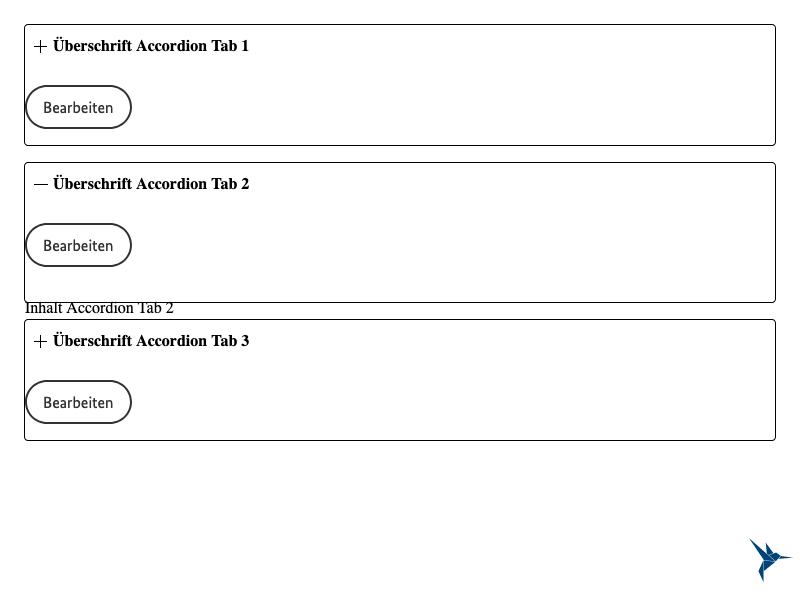 Überschrift Accordion Tab 1
Bearbeiten
Überschrift Accordion Tab 2
Bearbeiten
Inhalt Accordion Tab 2
Überschrift Accordion Tab 3
Bearbeiten